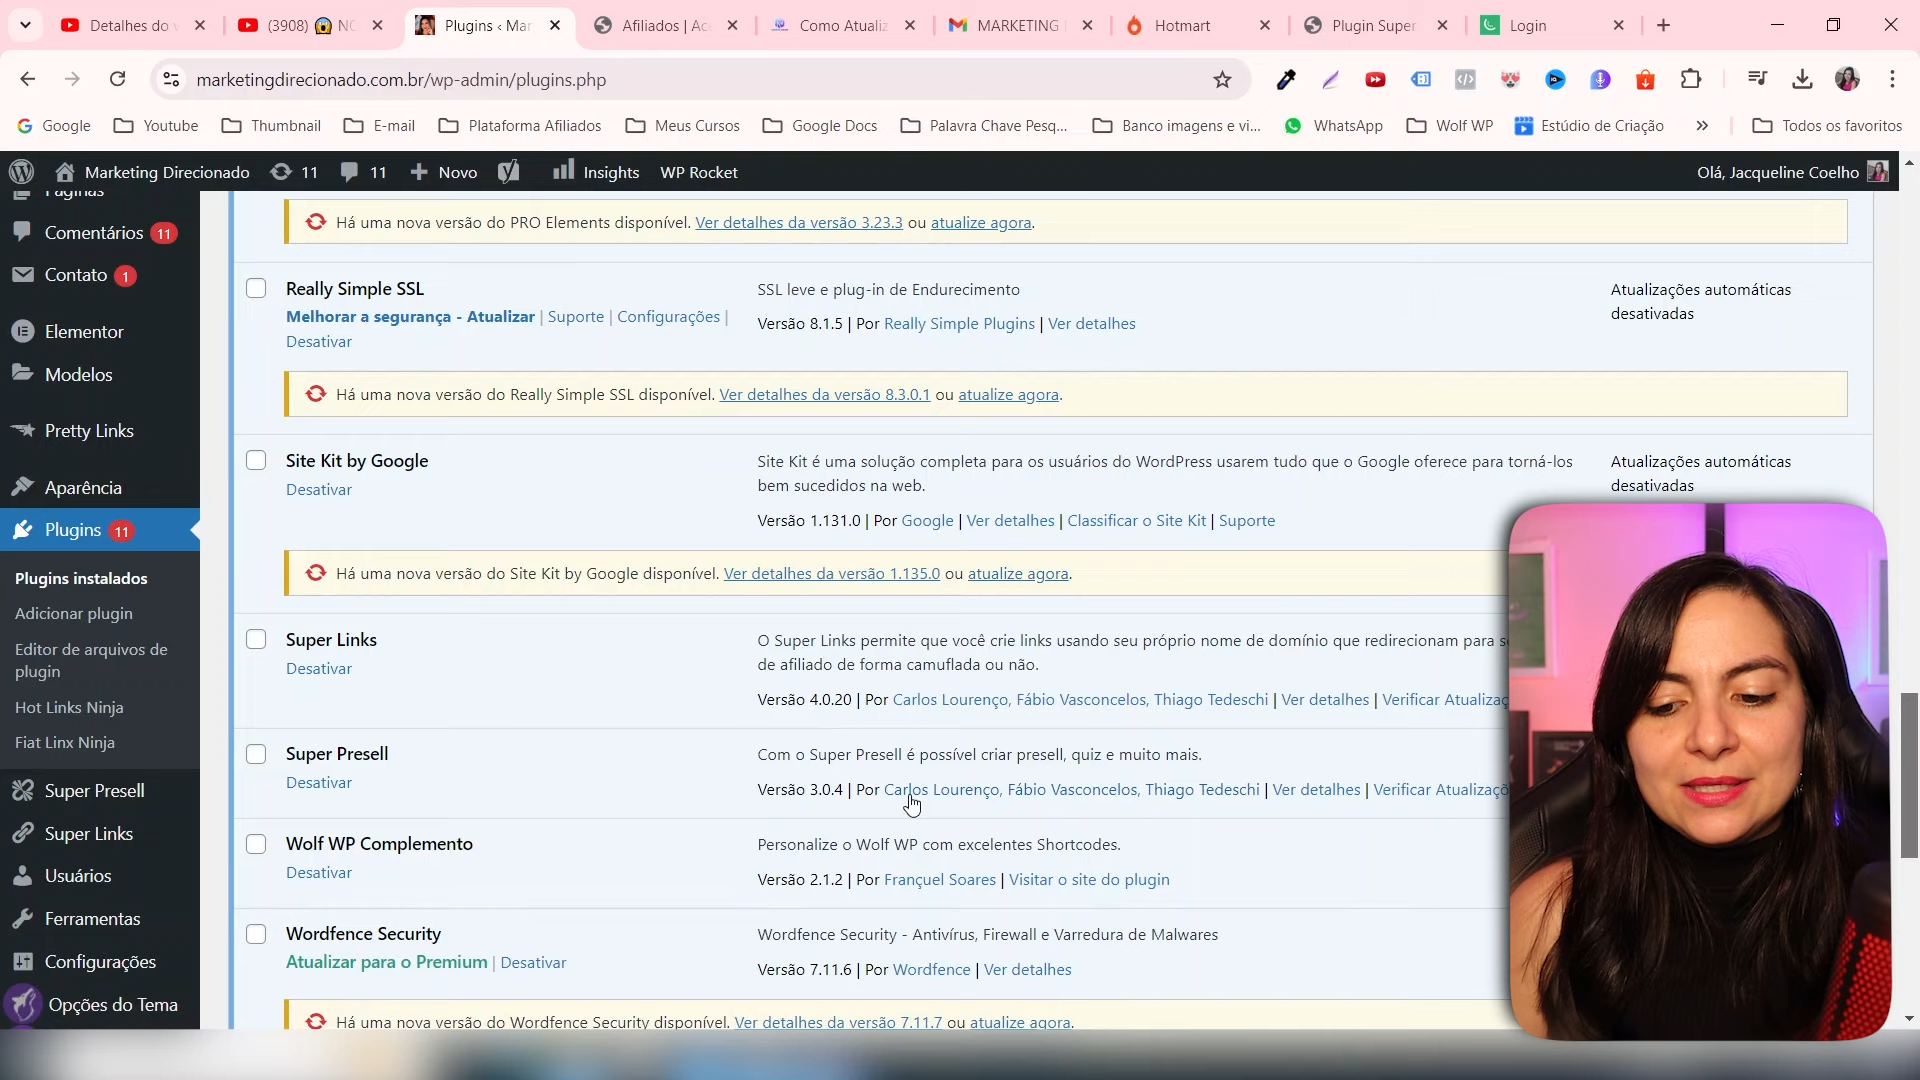 Detalhes do v
(3908) 😱 NO
Plugins ‹ Mar
Afiliados | Ac
Como Atualiz
MARKETING
Hotmart
Plugin Super
Login
marketingdirecionado.com.br/wp-admin/plugins.php
Google
Youtube
Thumbnail
E-mail
Plataforma Afiliados
Meus Cursos
Google Docs
Palavra Chave Pesq...
Banco imagens e vi...
WhatsApp
Wolf WP
Estúdio de Criação
Todos os favoritos
Marketing Direcionado
11
11
Novo
Insights
WP Rocket
Olá, Jacqueline Coelho
Páginas
Comentários 11
Contato 1
Elementor
Modelos
Pretty Links
Aparência
Plugins 11
Plugins instalados
Adicionar plugin
Editor de arquivos de
plugin
Hot Links Ninja
Fiat Linx Ninja
Super Presell
Super Links
Usuários
Ferramentas
Configurações
Opções do Tema
Há uma nova versão do PRO Elements disponível. Ver detalhes da versão 3.23.3 ou atualize agora.
Really Simple SSL
Melhorar a segurança - Atualizar | Suporte | Configurações |
Desativar
SSL leve e plug-in de Endurecimento
Versão 8.1.5 | Por Really Simple Plugins | Ver detalhes
Atualizações automáticas
desativadas
Há uma nova versão do Really Simple SSL disponível. Ver detalhes da versão 8.3.0.1 ou atualize agora.
Site Kit by Google
Desativar
Site Kit é uma solução completa para os usuários do WordPress usarem tudo que o Google oferece para torná-los
bem sucedidos na web.
Versão 1.131.0 | Por Google | Ver detalhes | Classificar o Site Kit | Suporte
Atualizações automáticas
desativadas
Há uma nova versão do Site Kit by Google disponível. Ver detalhes da versão 1.135.0 ou atualize agora.
Super Links
Desativar
O Super Links permite que você crie links usando seu próprio nome de domínio que redirecionam para s
de afiliado de forma camuflada ou não.
Versão 4.0.20 | Por Carlos Lourenço, Fábio Vasconcelos, Thiago Tedeschi | Ver detalhes | Verificar Atualizaç
Super Presell
Desativar
Com o Super Presell é possível criar presell, quiz e muito mais.
Versão 3.0.4 | Por Carlos Lourenço, Fábio Vasconcelos, Thiago Tedeschi | Ver detalhes | Verificar Atualizaçõ
Wolf WP Complemento
Desativar
Personalize o Wolf WP com excelentes Shortcodes.
Versão 2.1.2 | Por Françuel Soares | Visitar o site do plugin
Wordfence Security
Atualizar para o Premium | Desativar
Wordfence Security - Antivírus, Firewall e Varredura de Malwares
Versão 7.11.6 | Por Wordfence | Ver detalhes
Há uma nova versão do Wordfence Security disponível. Ver detalhes da versão 7.11.7 ou atualize agora.